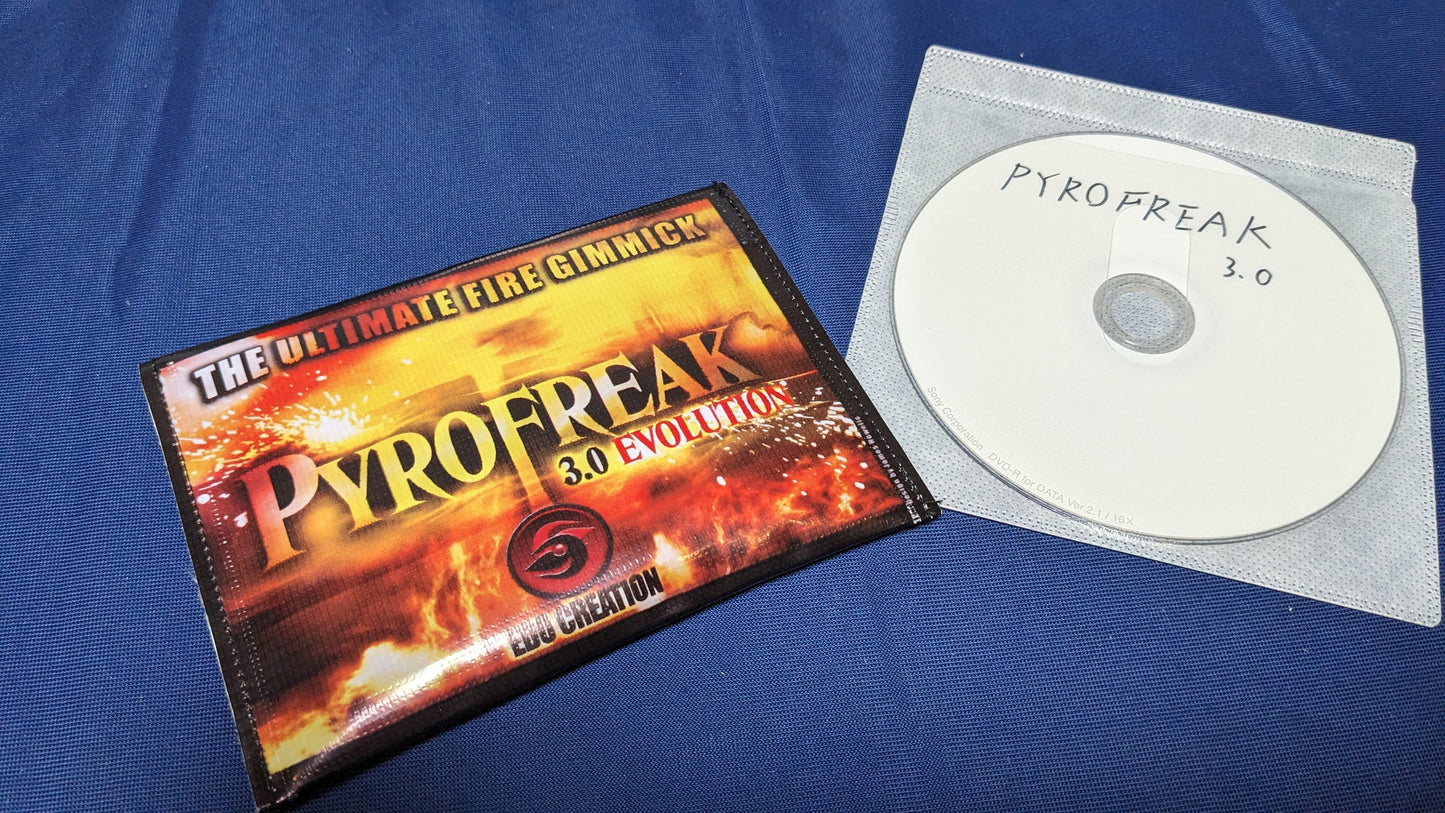 THE ULTIMATE FIRE GIMMICK
PYROFREAK
3.0 EVOLUTION
EDO CREATION
PYROFREAK
3.0
Sony Corporation DVD-R for DATA Ver.2.1 / 16X